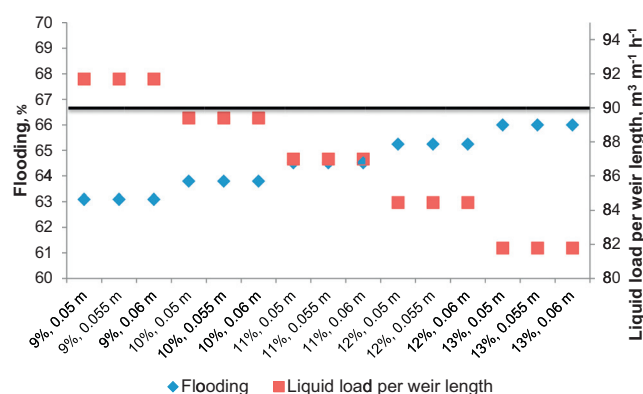 Flooding, %
70
69
68
67
66
65
64
63
62
61
60
94
92
90
88
86
84
82
80
Liquid load per weir length, m³ m⁻¹ h⁻¹
9%, 0.05 m
9%, 0.055 m
9%, 0.06 m
10%, 0.05 m
10%, 0.055 m
10%, 0.06 m
11%, 0.05 m
11%, 0.055 m
11%, 0.06 m
12%, 0.05 m
12%, 0.055 m
12%, 0.06 m
13%, 0.05 m
13%, 0.055 m
13%, 0.06 m
Flooding
Liquid load per weir length